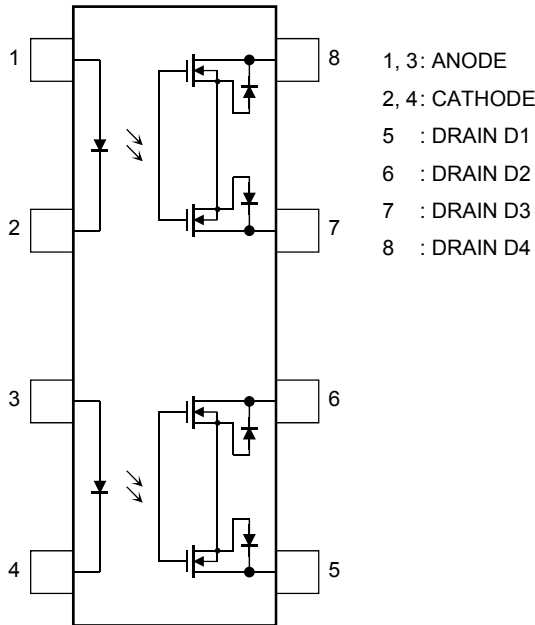 1
2
3
4
8
7
6
5
1, 3: ANODE
2, 4: CATHODE
5 : DRAIN D1
6 : DRAIN D2
7 : DRAIN D3
8 : DRAIN D4